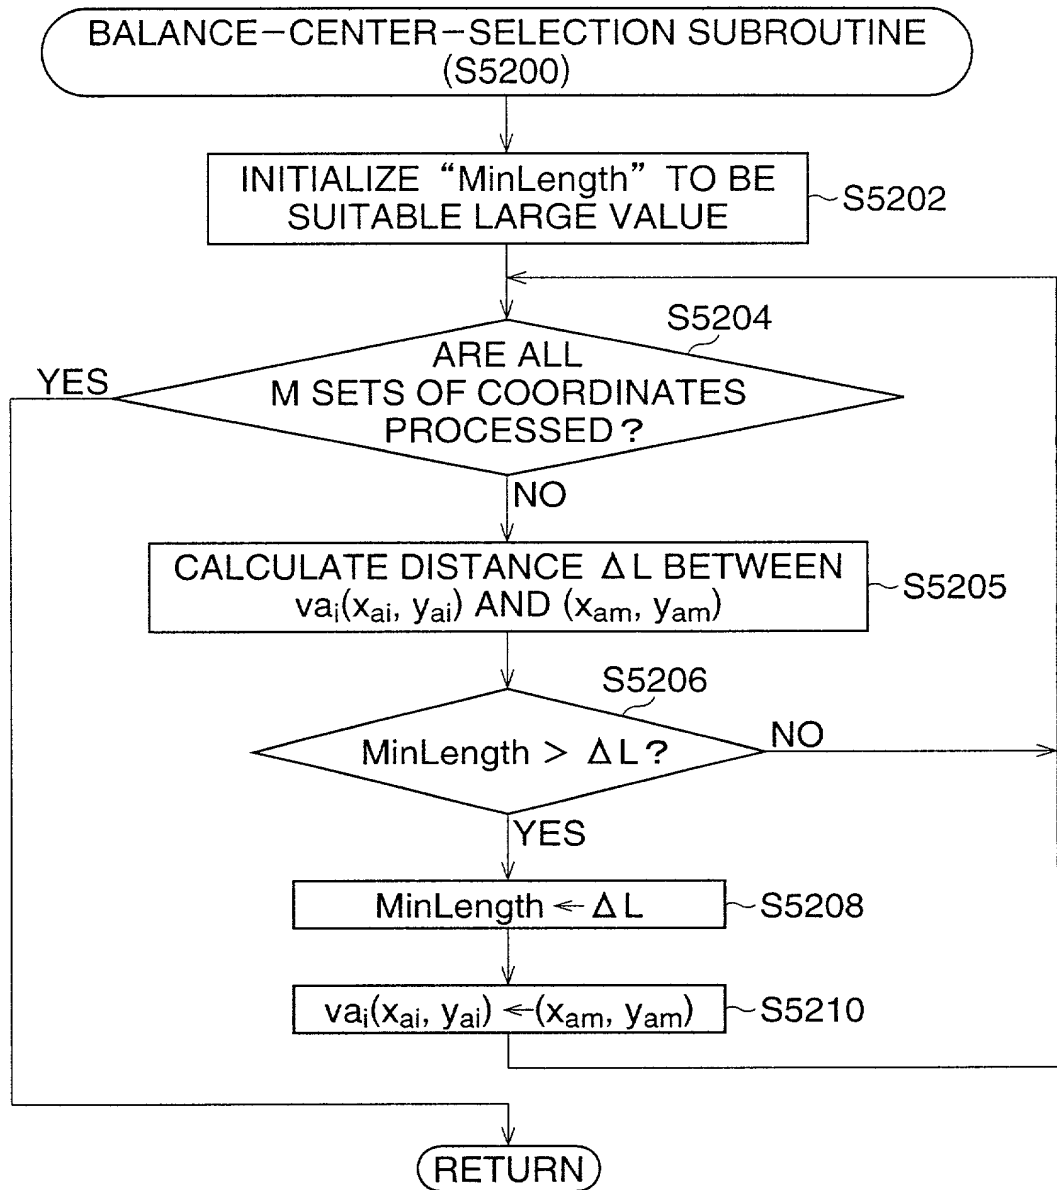 BALANCE-CENTER-SELECTION SUBROUTINE
(S5200)
INITIALIZE “MinLength” TO BE
SUITABLE LARGE VALUE
S5202
S5204
ARE ALL
M SETS OF COORDINATES
PROCESSED?
YES
NO
CALCULATE DISTANCE ΔL BETWEEN
vaᵢ(xₐᵢ, yₐᵢ) AND (xₐₘ, yₐₘ)
S5205
S5206
MinLength > ΔL?
NO
YES
MinLength ← ΔL
S5208
vaᵢ(xₐᵢ, yₐᵢ) ← (xₐₘ, yₐₘ)
S5210
RETURN